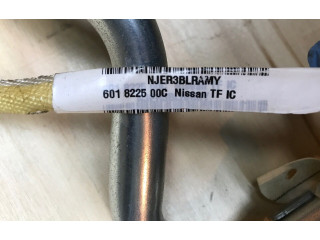 NJER3BLRAMY
601 8225 00C Nissan TF IC